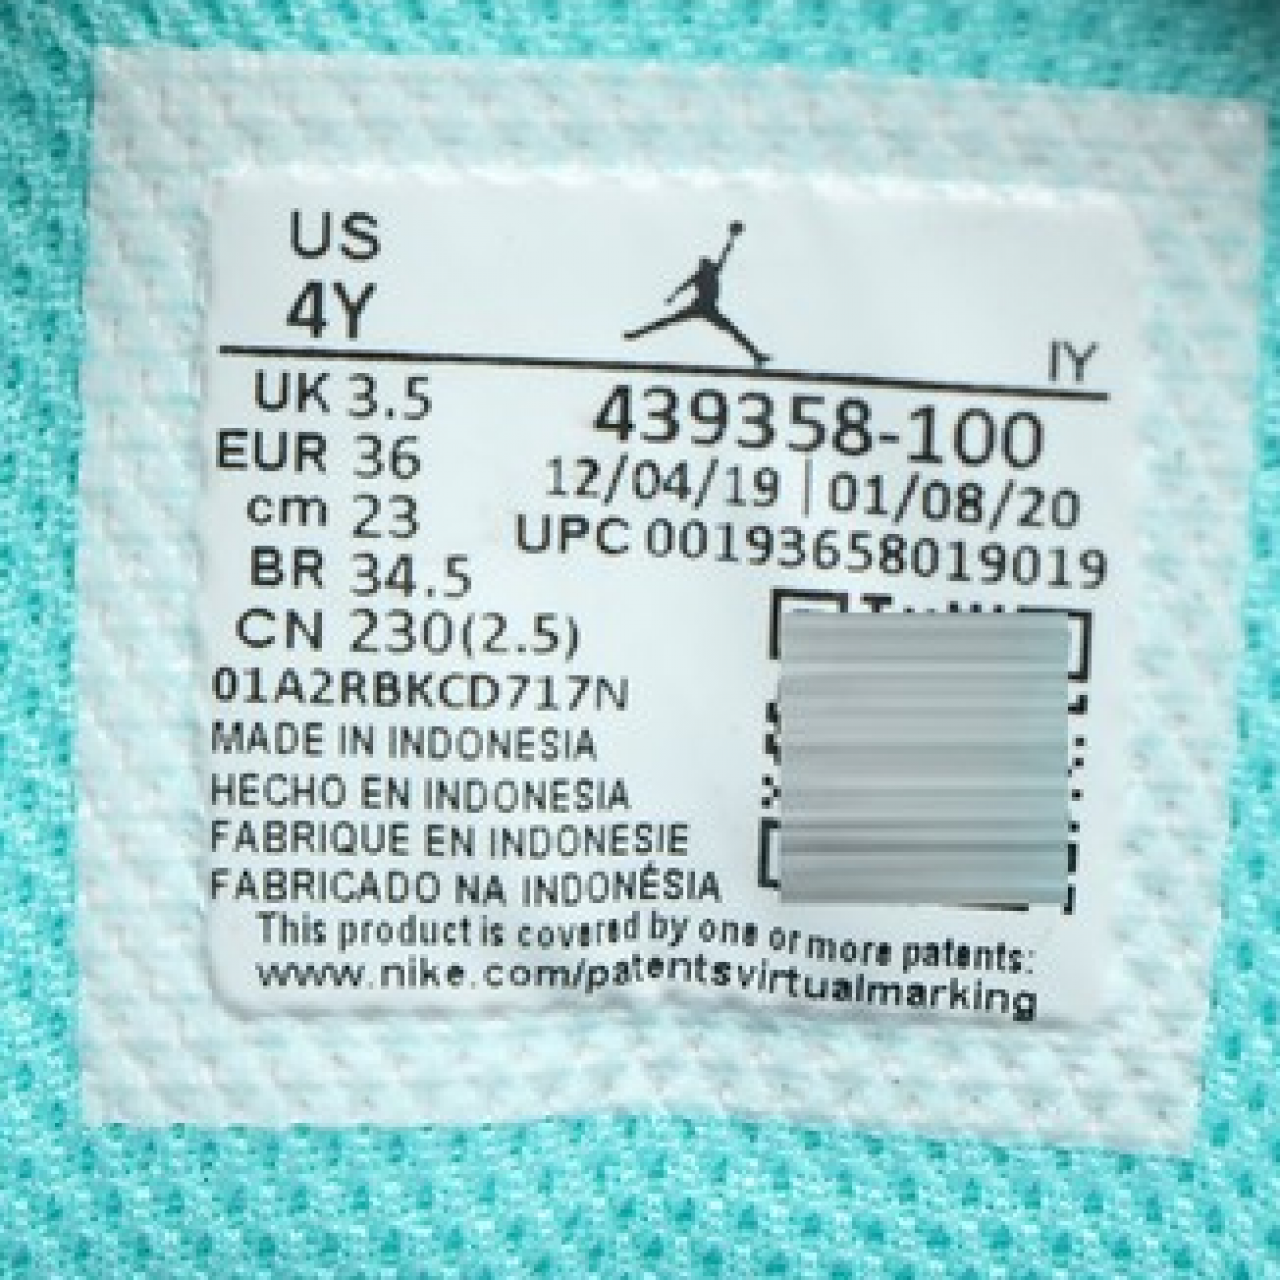 US
4Y
IY
UK 3.5
EUR 36
cm 23
BR 34.5
CN 230(2.5)
439358-100
12/04/19 | 01/08/20
UPC 00193658019019
01A2RBKCD717N
MADE IN INDONESIA
HECHO EN INDONESIA
FABRIQUE EN INDONESIE
FABRICADO NA INDONÉSIA
This product is covered by one or more patents:
www.nike.com/patentsvirtualmarking